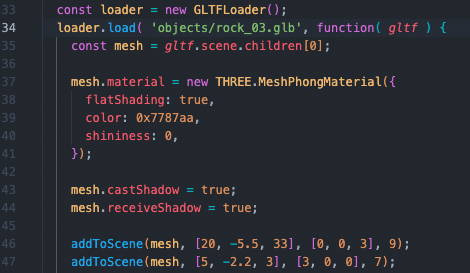 33 const loader = new GLTFLoader();
34 loader.load( 'objects/rock_03.glb', function( gltf ) {
35 const mesh = gltf.scene.children[0];
36
37 mesh.material = new THREE.MeshPhongMaterial({
38 flatShading: true,
39 color: 0x7787aa,
40 shininess: 0,
41 });
42
43 mesh.castShadow = true;
44 mesh.receiveShadow = true;
45
46 addToScene(mesh, [20, -5.5, 33], [0, 0, 3], 9);
47 addToScene(mesh, [5, -2.2, 3], [3, 0, 0], 7);